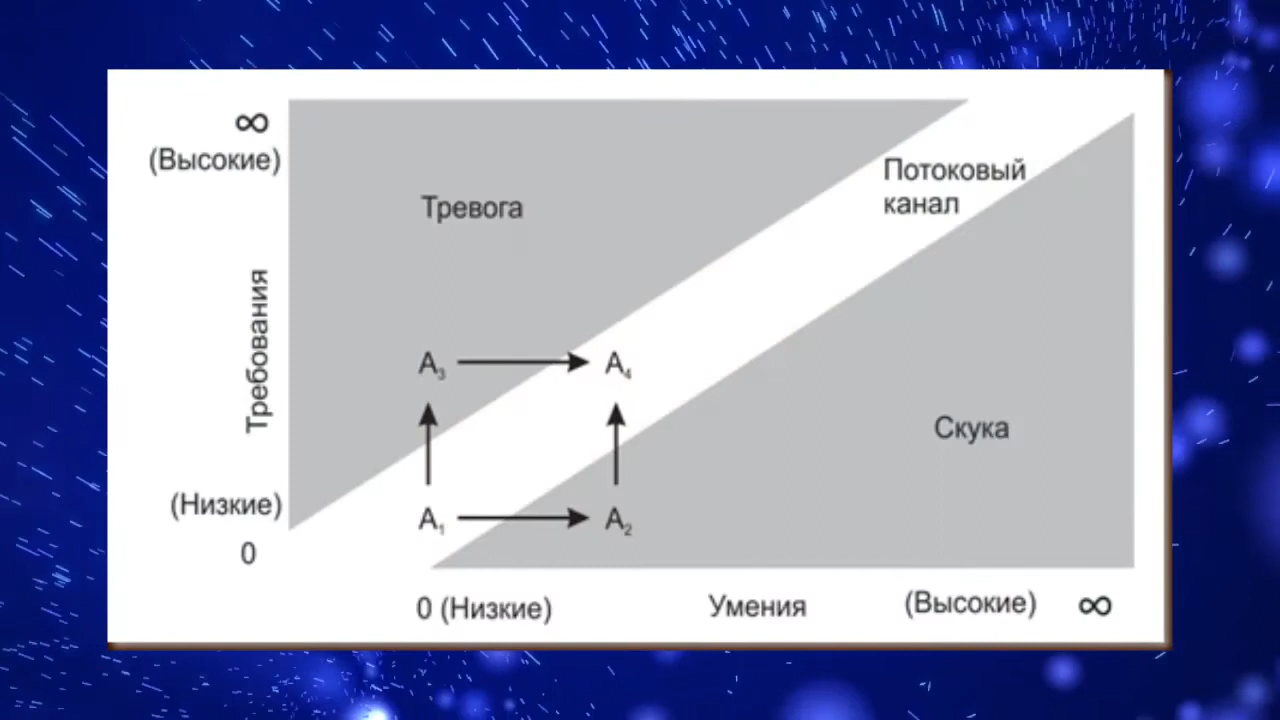 ∞
(Высокие)
Тревога
Потоковый
канал
Требования
A₃
A₄
Скука
(Низкие)
A₁
A₂
0
0 (Низкие)
Умения
(Высокие)
∞